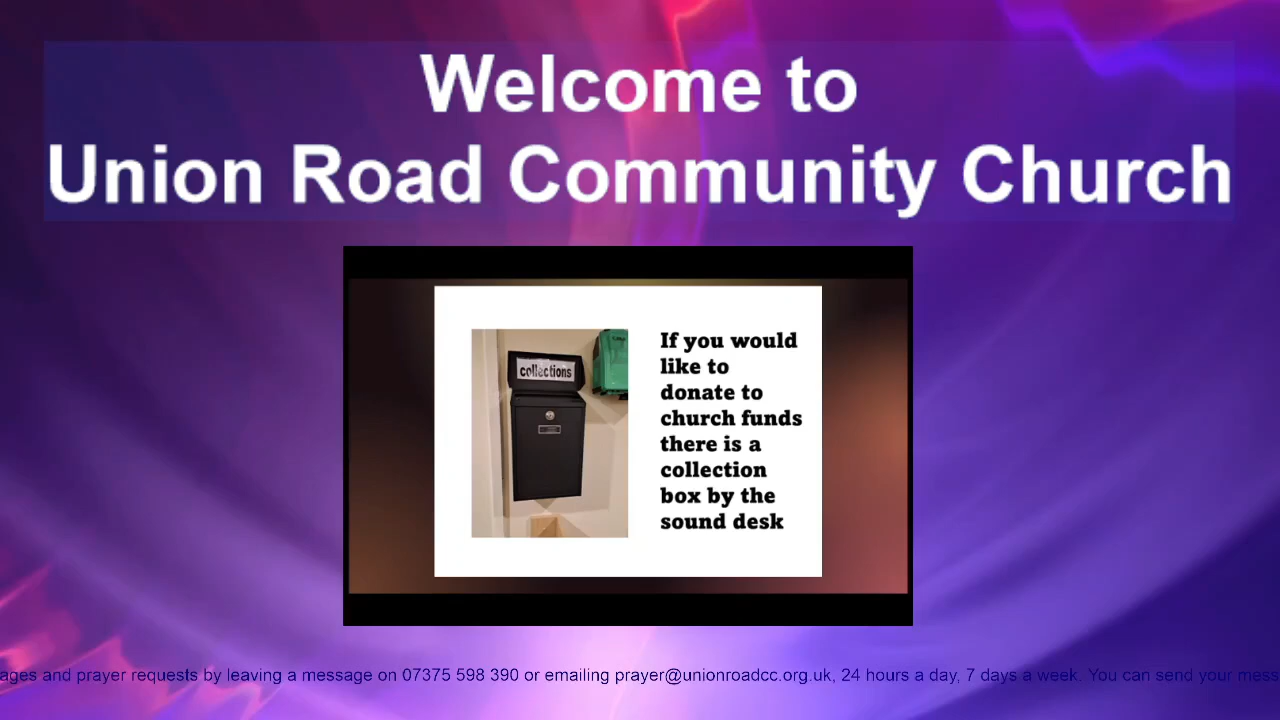 Welcome to
Union Road Community Church
collections
If you would
like to
donate to
church funds
there is a
collection
box by the
sound desk
ages and prayer requests by leaving a message on 07375 598 390 or emailing prayer@unionroadcc.org.uk, 24 hours a day, 7 days a week. You can send your mess